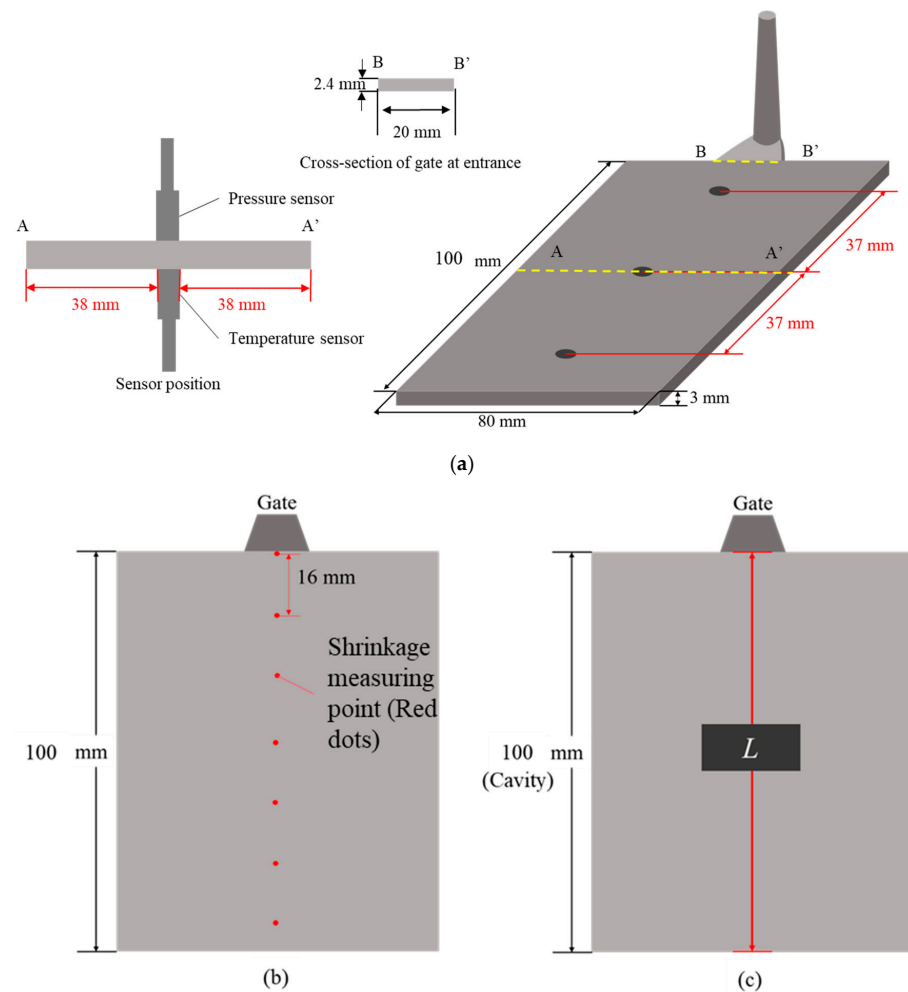 B B’
2.4 mm
20 mm
Cross-section of gate at entrance
Pressure sensor
A A’
38 mm 38 mm
Temperature sensor
Sensor position
B B’
A A’
100 mm
37 mm
37 mm
3 mm
80 mm
(a)
Gate
16 mm
Shrinkage
measuring
point (Red
dots)
100 mm
(b)
Gate
L
100 mm
(Cavity)
(c)